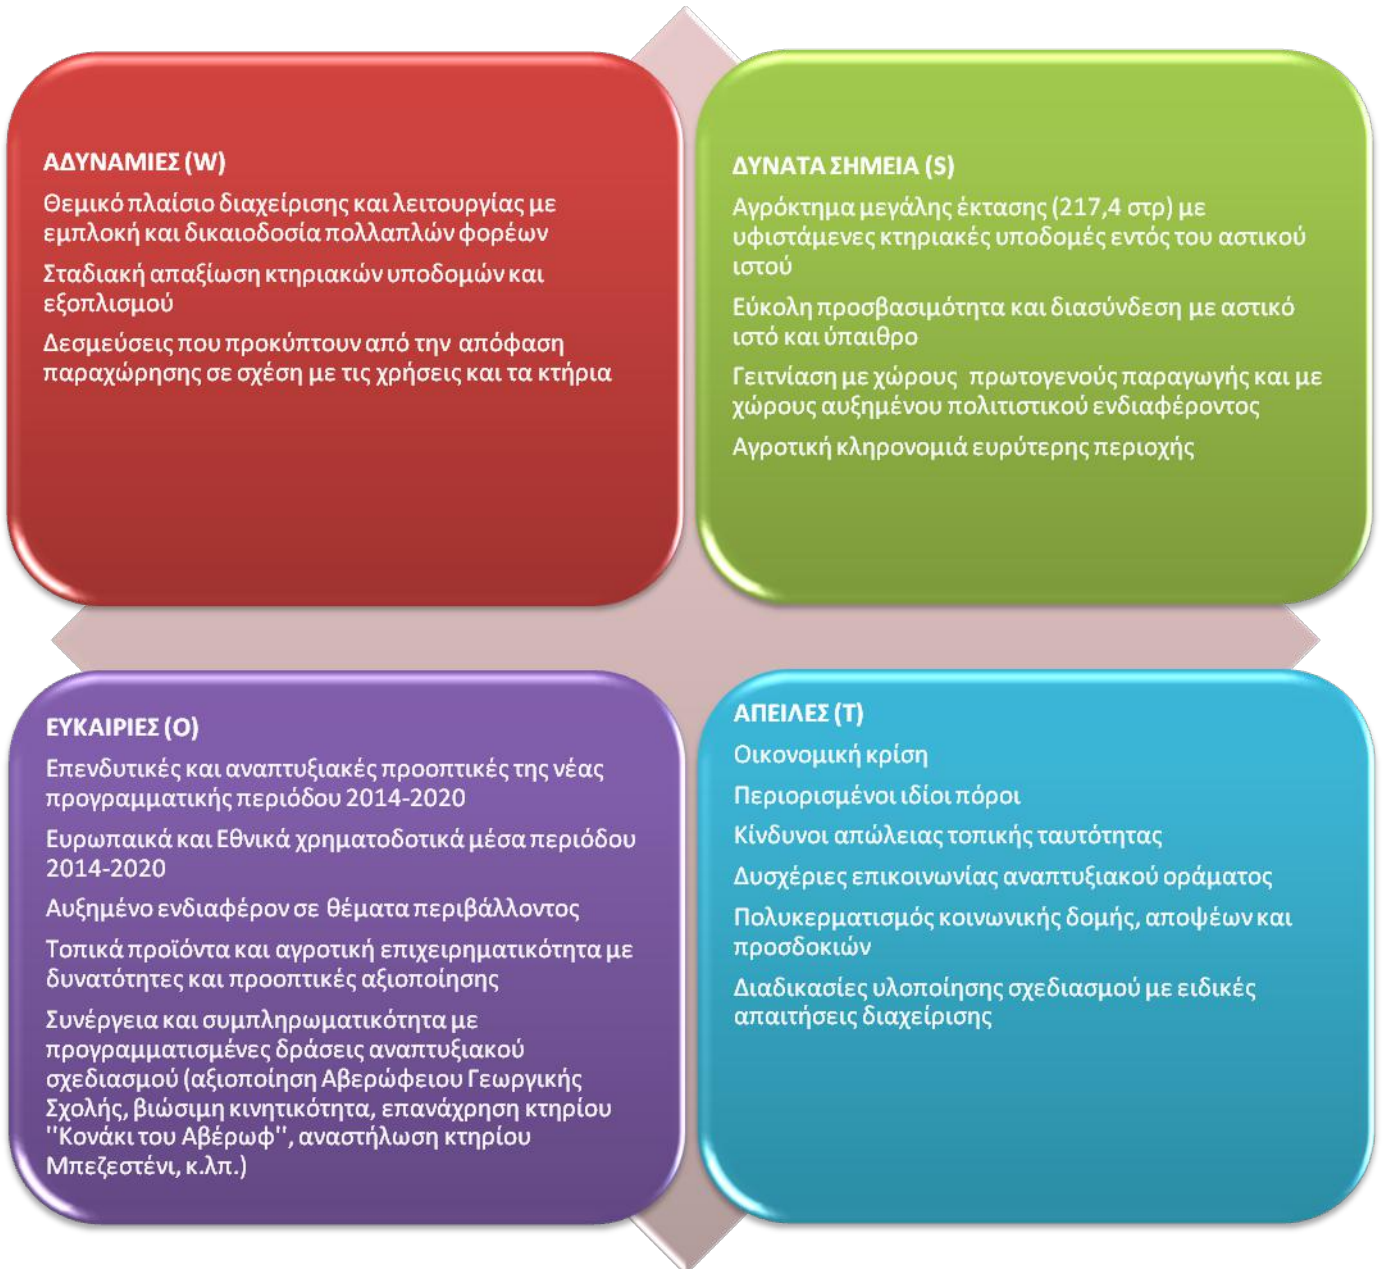 ΑΔΥΝΑΜΙΕΣ (W)
Θεμικό πλαίσιο διαχείρισης και λειτουργίας με
εμπλοκή και δικαιοδοσία πολλαπλών φορέων
Σταδιακή απαξίωση κτηριακών υποδομών και
εξοπλισμού
Δεσμεύσεις που προκύπτουν από την απόφαση
παραχώρησης σε σχέση με τις χρήσεις και τα κτήρια
ΔΥΝΑΤΑ ΣΗΜΕΙΑ (S)
Αγρόκτημα μεγάλης έκτασης (217,4 στρ) με
υφιστάμενες κτηριακές υποδομές εντός του αστικού
ιστού
Εύκολη προσβασιμότητα και διασύνδεση με αστικό
ιστό και ύπαιθρο
Γειτνίαση με χώρους πρωτογενούς παραγωγής και με
χώρους αυξημένου πολιτιστικού ενδιαφέροντος
Αγροτική κληρονομιά ευρύτερης περιοχής
ΕΥΚΑΙΡΙΕΣ (Ο)
Επενδυτικές και αναπτυξιακές προοπτικές της νέας
προγραμματικής περιόδου 2014-2020
Ευρωπαικά και Εθνικά χρηματοδοτικά μέσα περιόδου
2014-2020
Αυξημένο ενδιαφέρον σε θέματα περιβάλλοντος
Τοπικά προϊόντα και αγροτική επιχειρηματικότητα με
δυνατότητες και προοπτικές αξιοποίησης
Συνέργεια και συμπληρωματικότητα με
προγραμματισμένες δράσεις αναπτυξιακού
σχεδιασμού (αξιοποίηση Αβερώφειου Γεωργικής
Σχολής, βιώσιμη κινητικότητα, επανάχρηση κτηρίου
''Κονάκι του Αβέρωφ'', αναστήλωση κτηρίου
Μπεζεστένι, κ.λπ.)
ΑΠΕΙΛΕΣ (Τ)
Οικονομική κρίση
Περιορισμένοι ιδίοι πόροι
Κίνδυνοι απώλειας τοπικής ταυτότητας
Δυσχέριες επικοινωνίας αναπτυξιακού οράματος
Πολυκερματισμός κοινωνικής δομής, αποψέων και
προσδοκιών
Διαδικασίες υλοποίησης σχεδιασμού με ειδικές
απαιτήσεις διαχείρισης